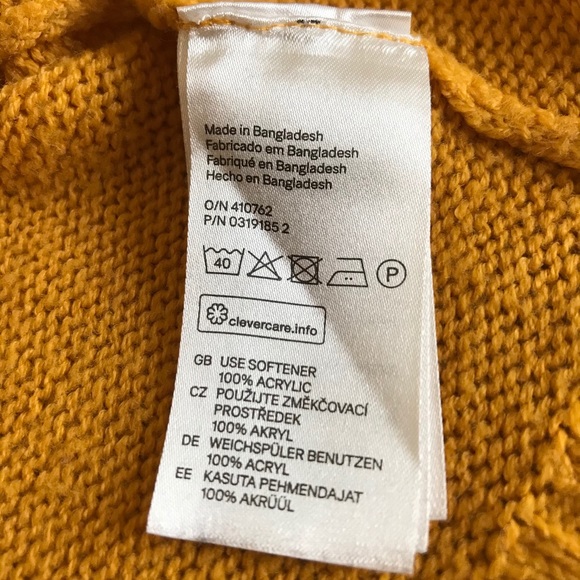 Made in Bangladesh
Fabricado em Bangladesh
Fabriqué en Bangladesh
Hecho en Bangladesh
O/N 410762
P/N 0319185 2
40 P
clevercare.info
GB USE SOFTENER
100% ACRYLIC
CZ POUŽIJTE ZMĚKČOVACÍ
PROSTŘEDEK
100% AKRYL
DE WEICHSPÜLER BENUTZEN
100% ACRYL
EE KASUTA PEHMENDAJAT
100% AKRÜÜL